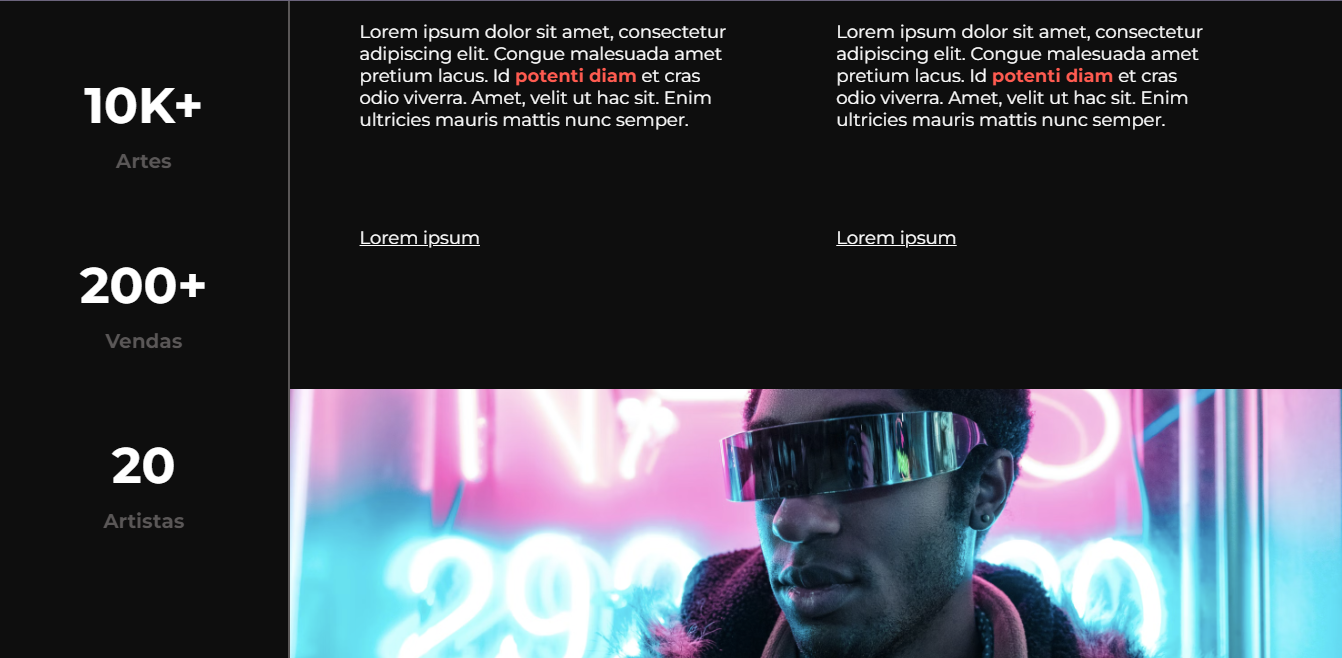 10K+
Artes
200+
Vendas
20
Artistas
Lorem ipsum dolor sit amet, consectetur
adipiscing elit. Congue malesuada amet
pretium lacus. Id potenti diam et cras
odio viverra. Amet, velit ut hac sit. Enim
ultricies mauris mattis nunc semper.
Lorem ipsum
Lorem ipsum dolor sit amet, consectetur
adipiscing elit. Congue malesuada amet
pretium lacus. Id potenti diam et cras
odio viverra. Amet, velit ut hac sit. Enim
ultricies mauris mattis nunc semper.
Lorem ipsum
29